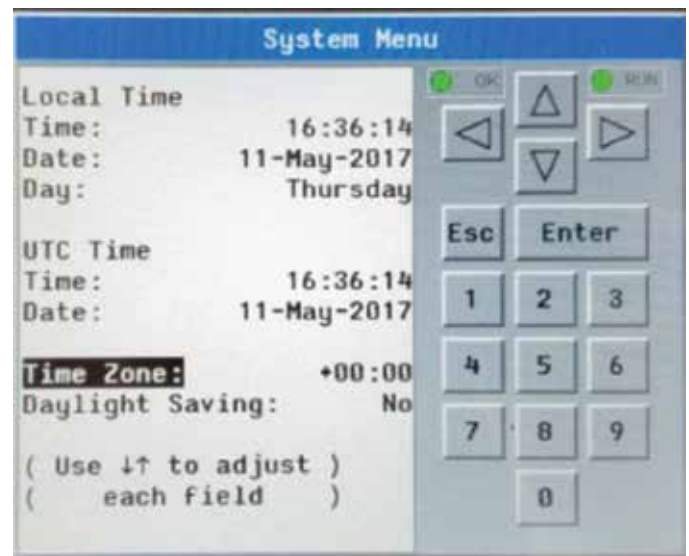 System Menu
Local Time
Time: 16:36:14
Date: 11-May-2017
Day: Thursday
UTC Time
Time: 16:36:14
Date: 11-May-2017
Time Zone: +00:00
Daylight Saving: No
( Use ↓↑ to adjust )
( each field )
OK
RUN
Esc Enter
1 2 3
4 5 6
7 8 9
0